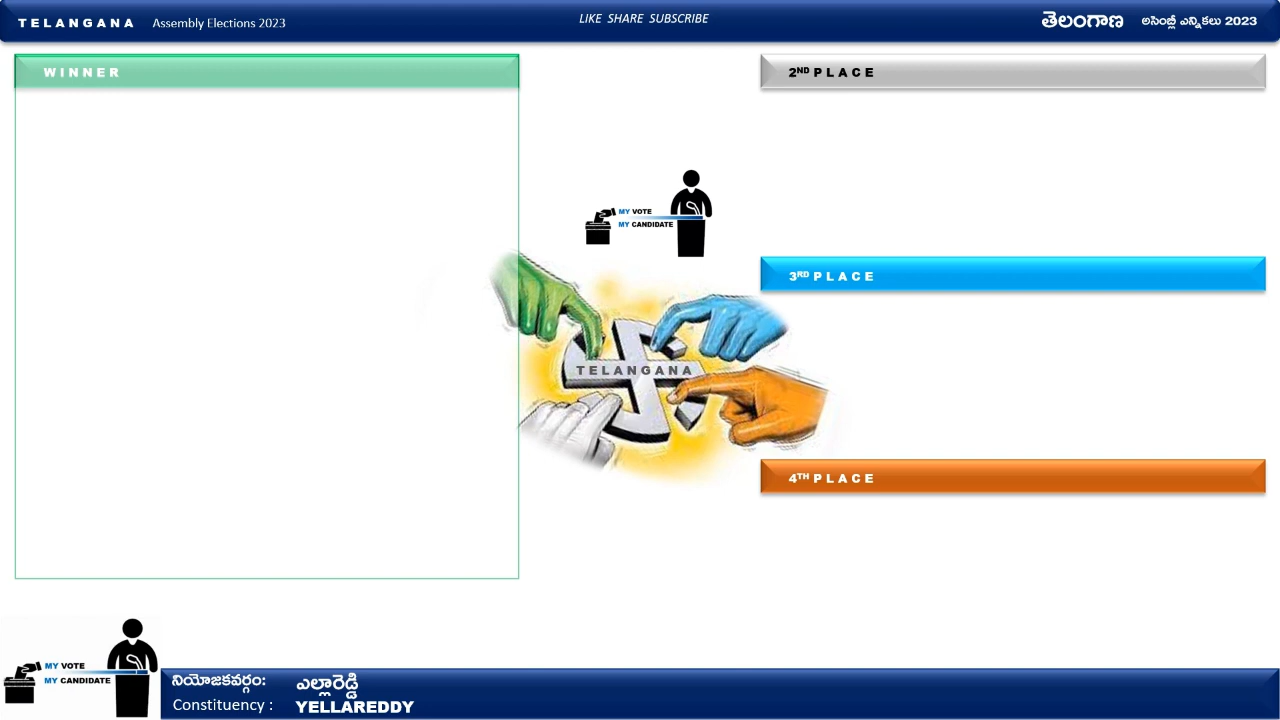 TELANGANA Assembly Elections 2023
LIKE SHARE SUBSCRIBE
తెలంగాణ అసెంబ్లీ ఎన్నికలు 2023
WINNER
2ND PLACE
MY VOTE
MY CANDIDATE
3RD PLACE
TELANGANA
4TH PLACE
MY VOTE
MY CANDIDATE
నియోజకవర్గం: ఎల్లారెడ్డి
Constituency : YELLAREDDY